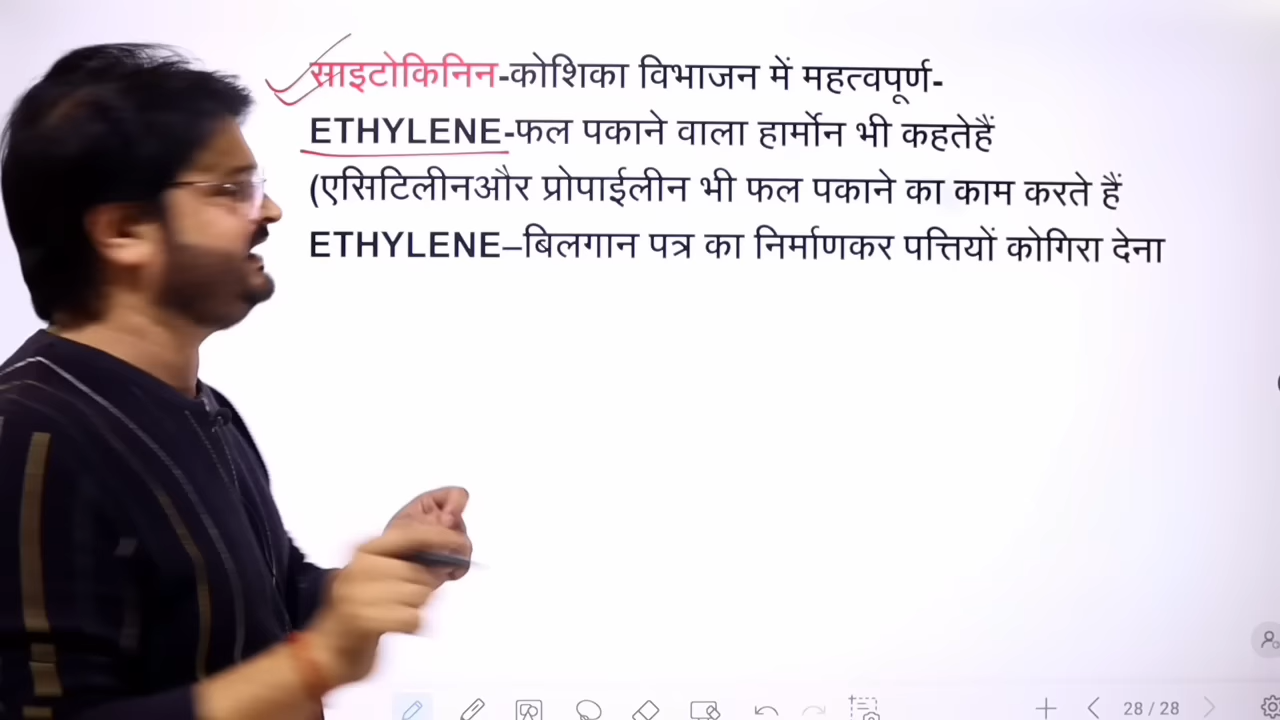 साइटोकिनिन-कोशिका विभाजन में महत्वपूर्ण-
ETHYLENE-फल पकाने वाला हार्मोन भी कहतेहैं
(एसिटिलीनऔर प्रोपाईलीन भी फल पकाने का काम करते हैं
ETHYLENE–बिलगान पत्र का निर्माणकर पत्तियों कोगिरा देना
28 / 28